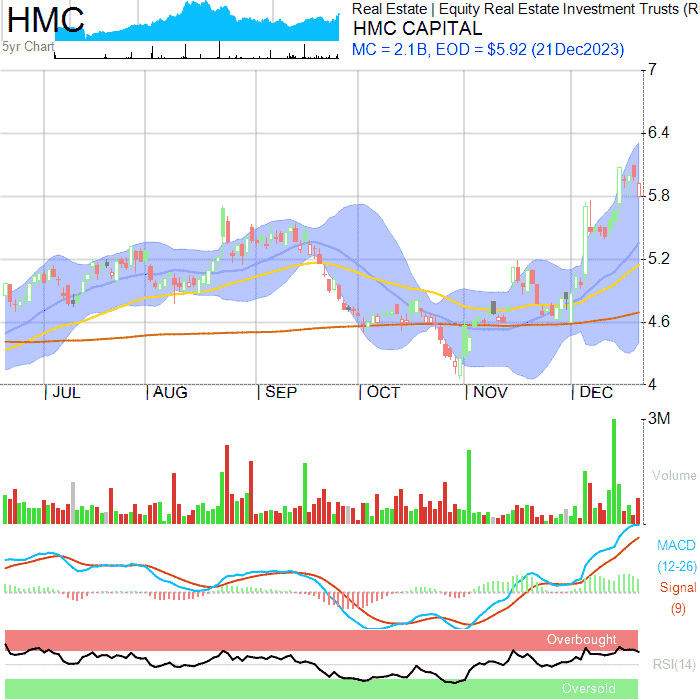 HMC
5yr Chart
Real Estate | Equity Real Estate Investment Trusts (R
HMC CAPITAL
MC = 2.1B, EOD = $5.92 (21Dec2023)
7
6.4
5.8
5.2
4.6
4
JUL AUG SEP OCT NOV DEC
3M
Volume
MACD
(12-26)
Signal
(9)
Overbought
RSI(14)
Oversold